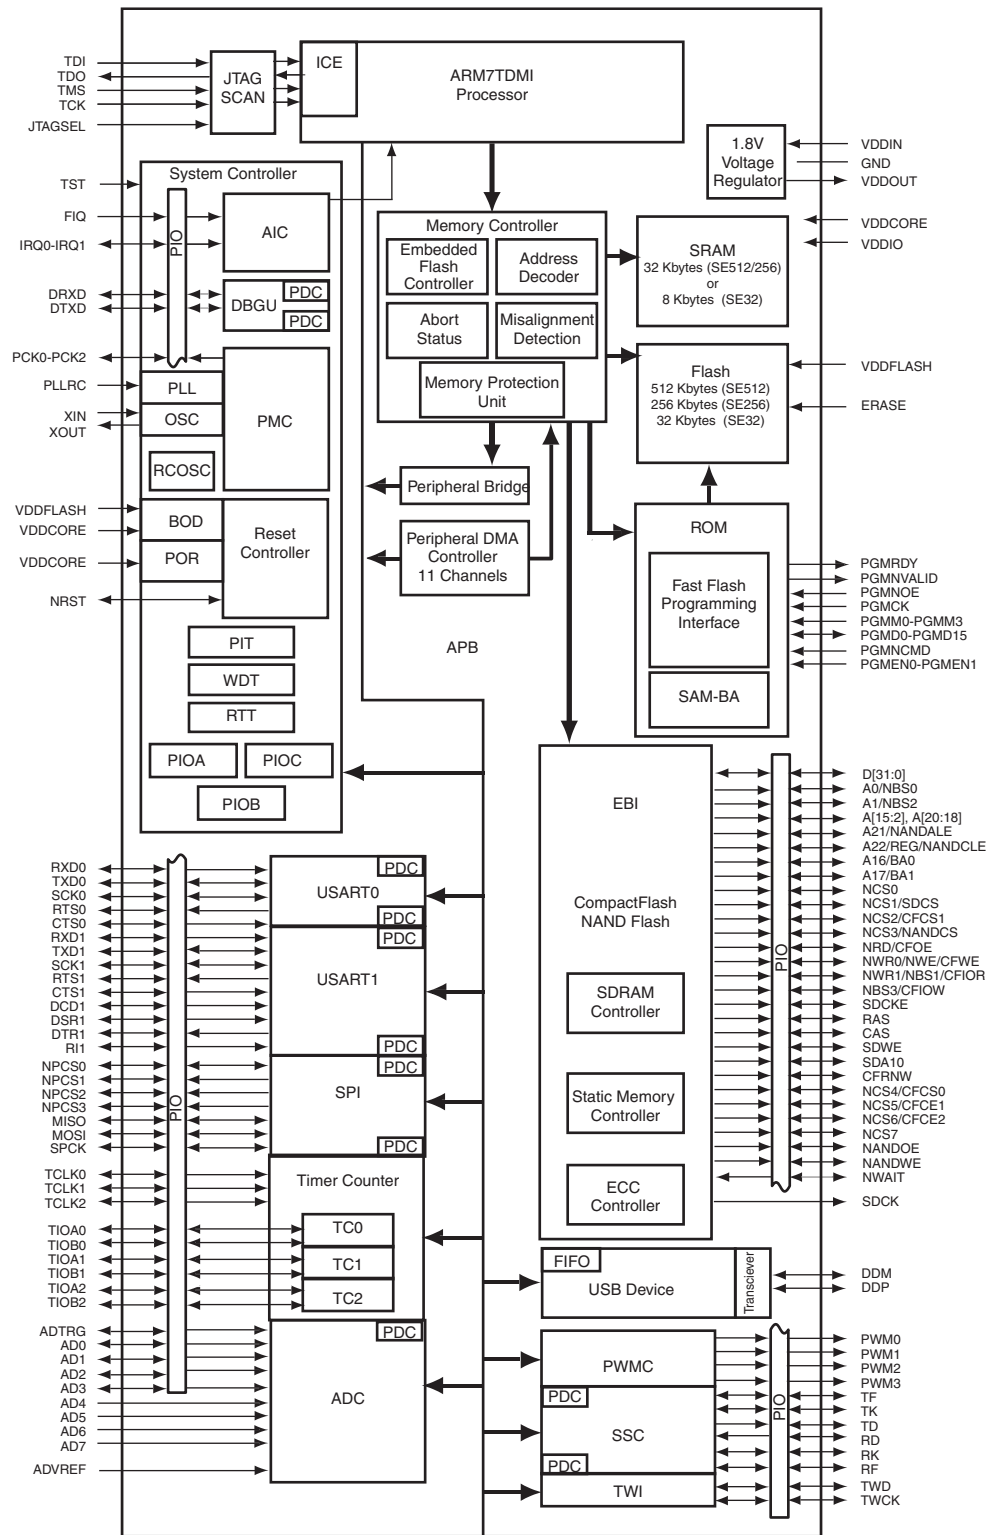 TDI
TDO
TMS
TCK
JTAGSEL
JTAG
SCAN
ICE
ARM7TDMI
Processor
1.8V
Voltage
Regulator
VDDIN
GND
VDDOUT
VDDCORE
VDDIO
System Controller
TST
FIQ
IRQ0-IRQ1
PIO
AIC
DRXD
DTXD
DBGU
PDC
PDC
PCK0-PCK2
PLLRC
XIN
XOUT
PLL
OSC
PMC
RCOSC
VDDFLASH
VDDCORE
VDDCORE
NRST
BOD
POR
Reset
Controller
PIT
WDT
RTT
PIOA
PIOC
PIOB
Memory Controller
Embedded
Flash
Controller
Address
Decoder
Abort
Status
Misalignment
Detection
Memory Protection
Unit
Peripheral Bridge
Peripheral DMA
Controller
11 Channels
APB
SRAM
32 Kbytes (SE512/256)
or
8 Kbytes (SE32)
Flash
512 Kbytes (SE512)
256 Kbytes (SE256)
32 Kbytes (SE32)
VDDFLASH
ERASE
ROM
Fast Flash
Programming
Interface
SAM-BA
PGMRDY
PGMNVALID
PGMNOE
PGMCK
PGMM0-PGMM3
PGMD0-PGMD15
PGMNCMD
PGMEN0-PGMEN1
EBI
CompactFlash
NAND Flash
SDRAM
Controller
Static Memory
Controller
ECC
Controller
PIO
D[31:0]
A0/NBS0
A1/NBS2
A[15:2], A[20:18]
A21/NANDALE
A22/REG/NANDCLE
A16/BA0
A17/BA1
NCS0
NCS1/SDCS
NCS2/CFCS1
NCS3/NANDCS
NRD/CFOE
NWR0/NWE/CFWE
NWR1/NBS1/CFIOR
NBS3/CFIOW
SDCKE
RAS
CAS
SDWE
SDA10
CFRNW
NCS4/CFCS0
NCS5/CFCE1
NCS6/CFCE2
NCS7
NANDOE
NANDWE
NWAIT
SDCK
RXD0
TXD0
SCK0
RTS0
CTS0
RXD1
TXD1
SCK1
RTS1
CTS1
DCD1
DSR1
DTR1
RI1
NPCS0
NPCS1
NPCS2
NPCS3
MISO
MOSI
SPCK
TCLK0
TCLK1
TCLK2
TIOA0
TIOB0
TIOA1
TIOB1
TIOA2
TIOB2
ADTRG
AD0
AD1
AD2
AD3
AD4
AD5
AD6
AD7
ADVREF
PIO
PDC
USART0
PDC
PDC
USART1
PDC
PDC
SPI
PDC
Timer Counter
TC0
TC1
TC2
PDC
ADC
FIFO
USB Device
Transciever
DDM
DDP
PWMC
PDC
SSC
PDC
TWI
PIO
PWM0
PWM1
PWM2
PWM3
TF
TK
TD
RD
RK
RF
TWD
TWCK